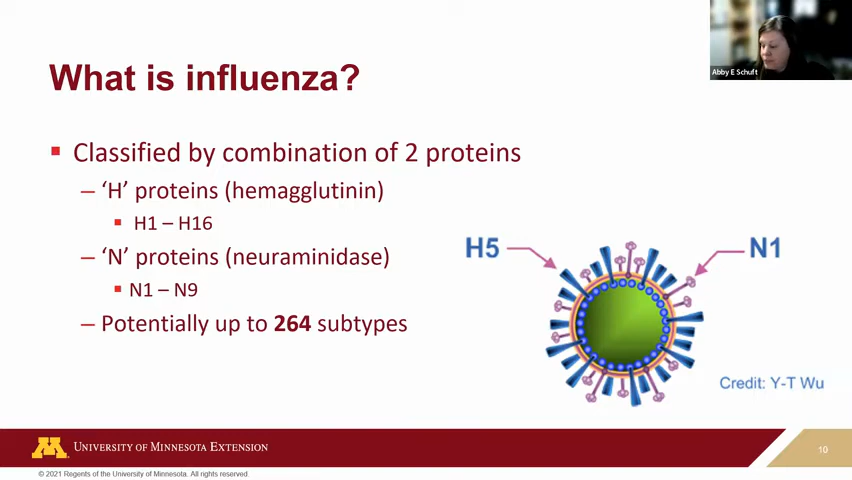 Abby E Schuft
What is influenza?
▪ Classified by combination of 2 proteins
– ‘H’ proteins (hemagglutinin)
▪ H1 – H16
– ‘N’ proteins (neuraminidase)
▪ N1 – N9
– Potentially up to 264 subtypes
H5
N1
Credit: Y-T Wu
M
UNIVERSITY OF MINNESOTA EXTENSION
10
© 2021 Regents of the University of Minnesota. All rights reserved